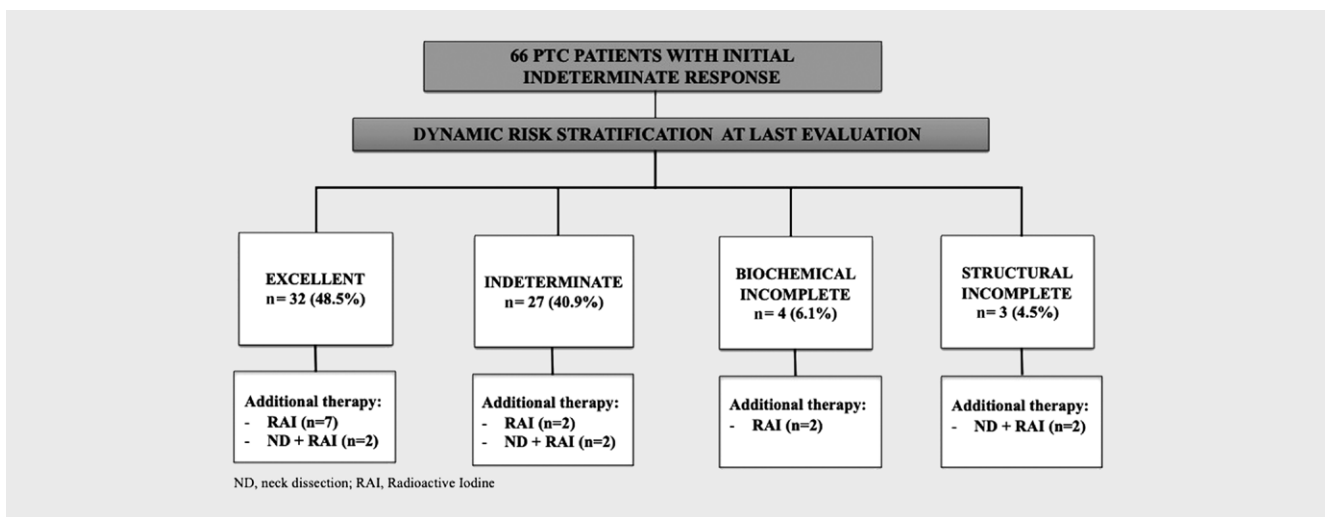 66 PTC PATIENTS WITH INITIAL
INDETERMINATE RESPONSE
DYNAMIC RISK STRATIFICATION AT LAST EVALUATION
EXCELLENT
n= 32 (48.5%)
INDETERMINATE
n= 27 (40.9%)
BIOCHEMICAL
INCOMPLETE
n= 4 (6.1%)
STRUCTURAL
INCOMPLETE
n= 3 (4.5%)
Additional therapy:
- RAI (n=7)
- ND + RAI (n=2)
Additional therapy:
- RAI (n=2)
- ND + RAI (n=2)
Additional therapy:
- RAI (n=2)
Additional therapy:
- ND + RAI (n=2)
ND, neck dissection; RAI, Radioactive Iodine